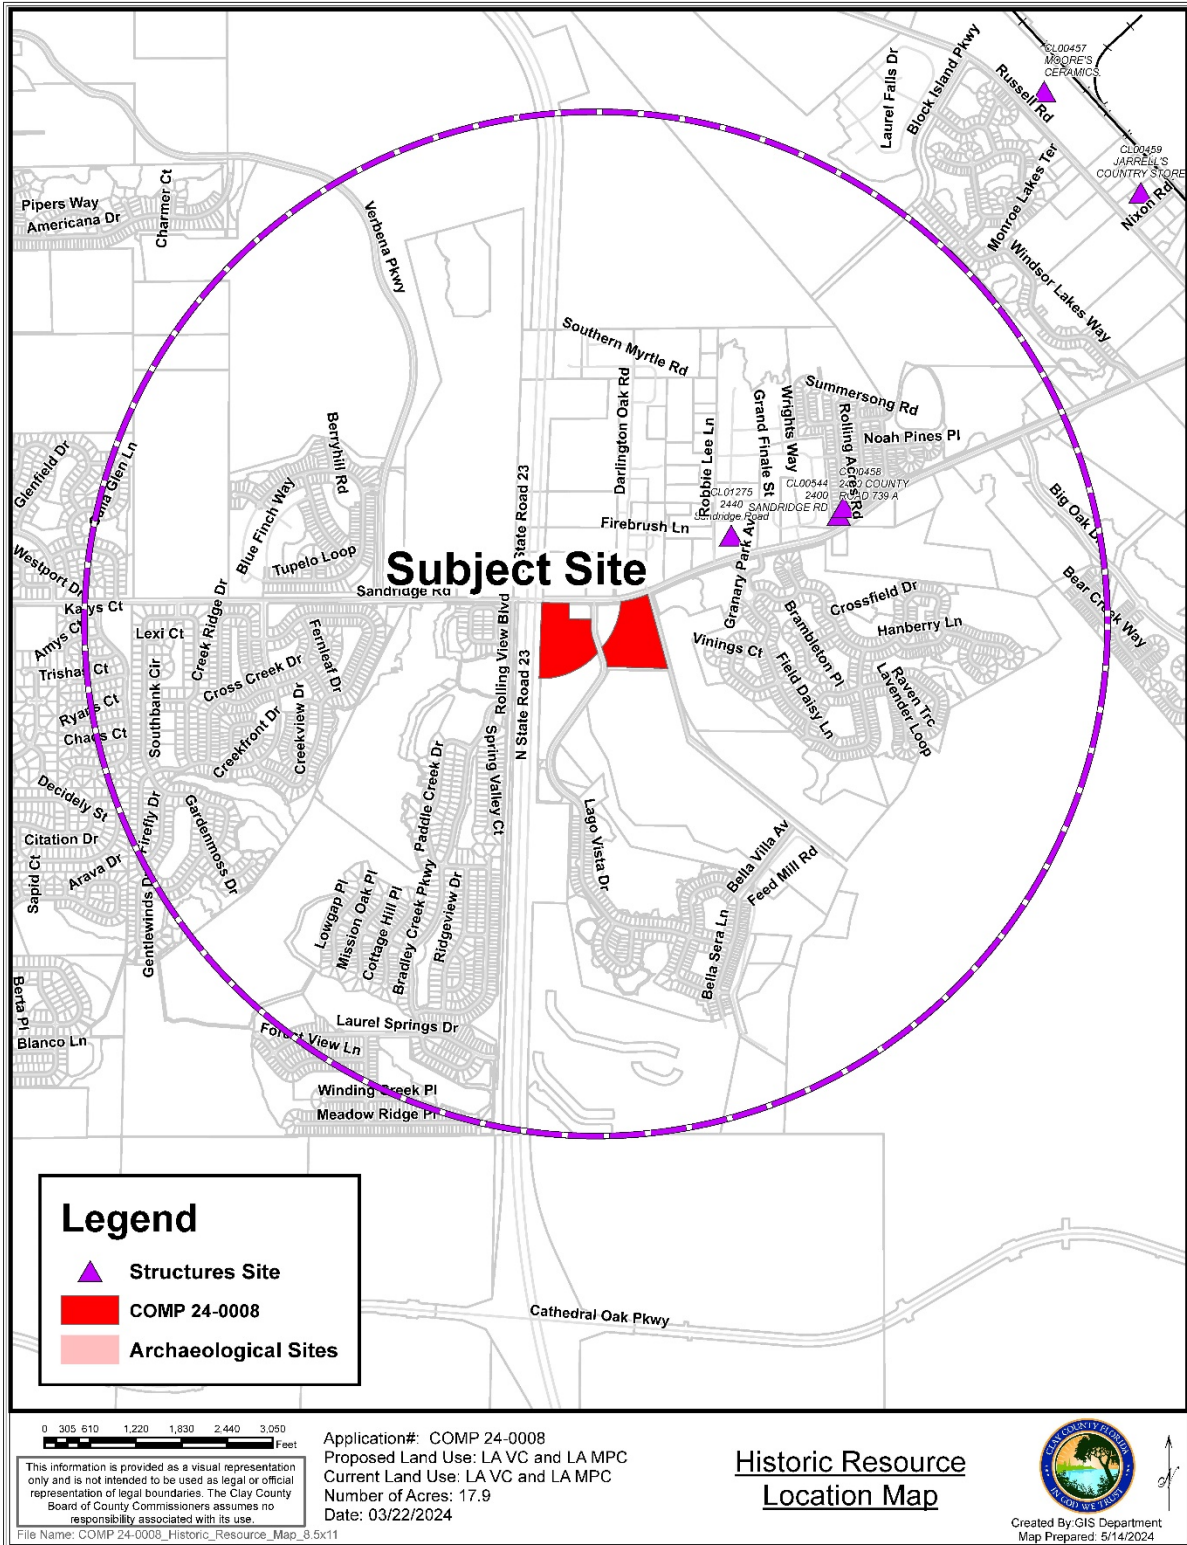 CL00457
MOORE'S
CERAMICS
Russell Rd
Block Island Pkwy
Laurel Falls Dr
CL00459
JARRELL'S
COUNTRY STORE
Nixon Rd
Monroe Lakes Ter
Windsor Lakes Way
Pipers Way
Americana Dr
Charmer Ct
Verbena Pkwy
Southern Myrtle Rd
Darlington Oak Rd
Robbie Lee Ln
Grand Finale St
Wrights Way
Summersong Rd
Rolling Acres Rd
Noah Pines Pl
Glenfield Dr
Berryhill Rd
Blue Finch Way
Tupelo Loop
N State Road 23
Firebrush Ln
CL01275
2440
Sandridge Road
CL00544
2400
SANDRIDGE RD
CL00458
2400 COUNTY
ROAD 739 A
Granary Park Av
Big Oak Dr
Bear Creek Way
Westport Dr
Subject Site
Sandridge Rd
Katys Ct
Amys Ct
Lexi Ct
Creek Ridge Dr
Trishas Ct
Southbank Cir
Cross Creek Dr
Fernleaf Dr
Rolling View Blvd
N State Road 23
Crossfield Dr
Hanberry Ln
Brambleton Pl
Vinings Ct
Field Daisy Ln
Raven Trc
Lavender Loop
Ryans Ct
Chaos Ct
Creekfront Dr
Creekview Dr
Spring Valley Ct
Paddle Creek Dr
Decidely St
Citation Dr
Firefly Dr
Gardenmoss Dr
Arava Dr
Sapid Ct
Gentlewinds Dr
Lago Vista Dr
Bella Villa Av
Feed Mill Rd
Bella Sera Ln
Lowgap Pl
Mission Oak Pl
Cottage Hill Pl
Bradley Creek Pkwy
Ridgeview Dr
Berta Pl
Blanco Ln
Laurel Springs Dr
Forest View Ln
Winding Creek Pl
Meadow Ridge Pl
Cathedral Oak Pkwy
Legend
Structures Site
COMP 24-0008
Archaeological Sites
0 305 610 1,220 1,830 2,440 3,050
Feet
This information is provided as a visual representation
only and is not intended to be used as legal or official
representation of legal boundaries. The Clay County
Board of County Commissioners assumes no
responsibility associated with its use.
File Name: COMP 24-0008_Historic_Resource_Map_8.5x11
Application#: COMP 24-0008
Proposed Land Use: LA VC and LA MPC
Current Land Use: LA VC and LA MPC
Number of Acres: 17.9
Date: 03/22/2024
Historic Resource
Location Map
CLAY COUNTY FLORIDA
IN GOD WE TRUST
N
Created By:GIS Department
Map Prepared: 5/14/2024